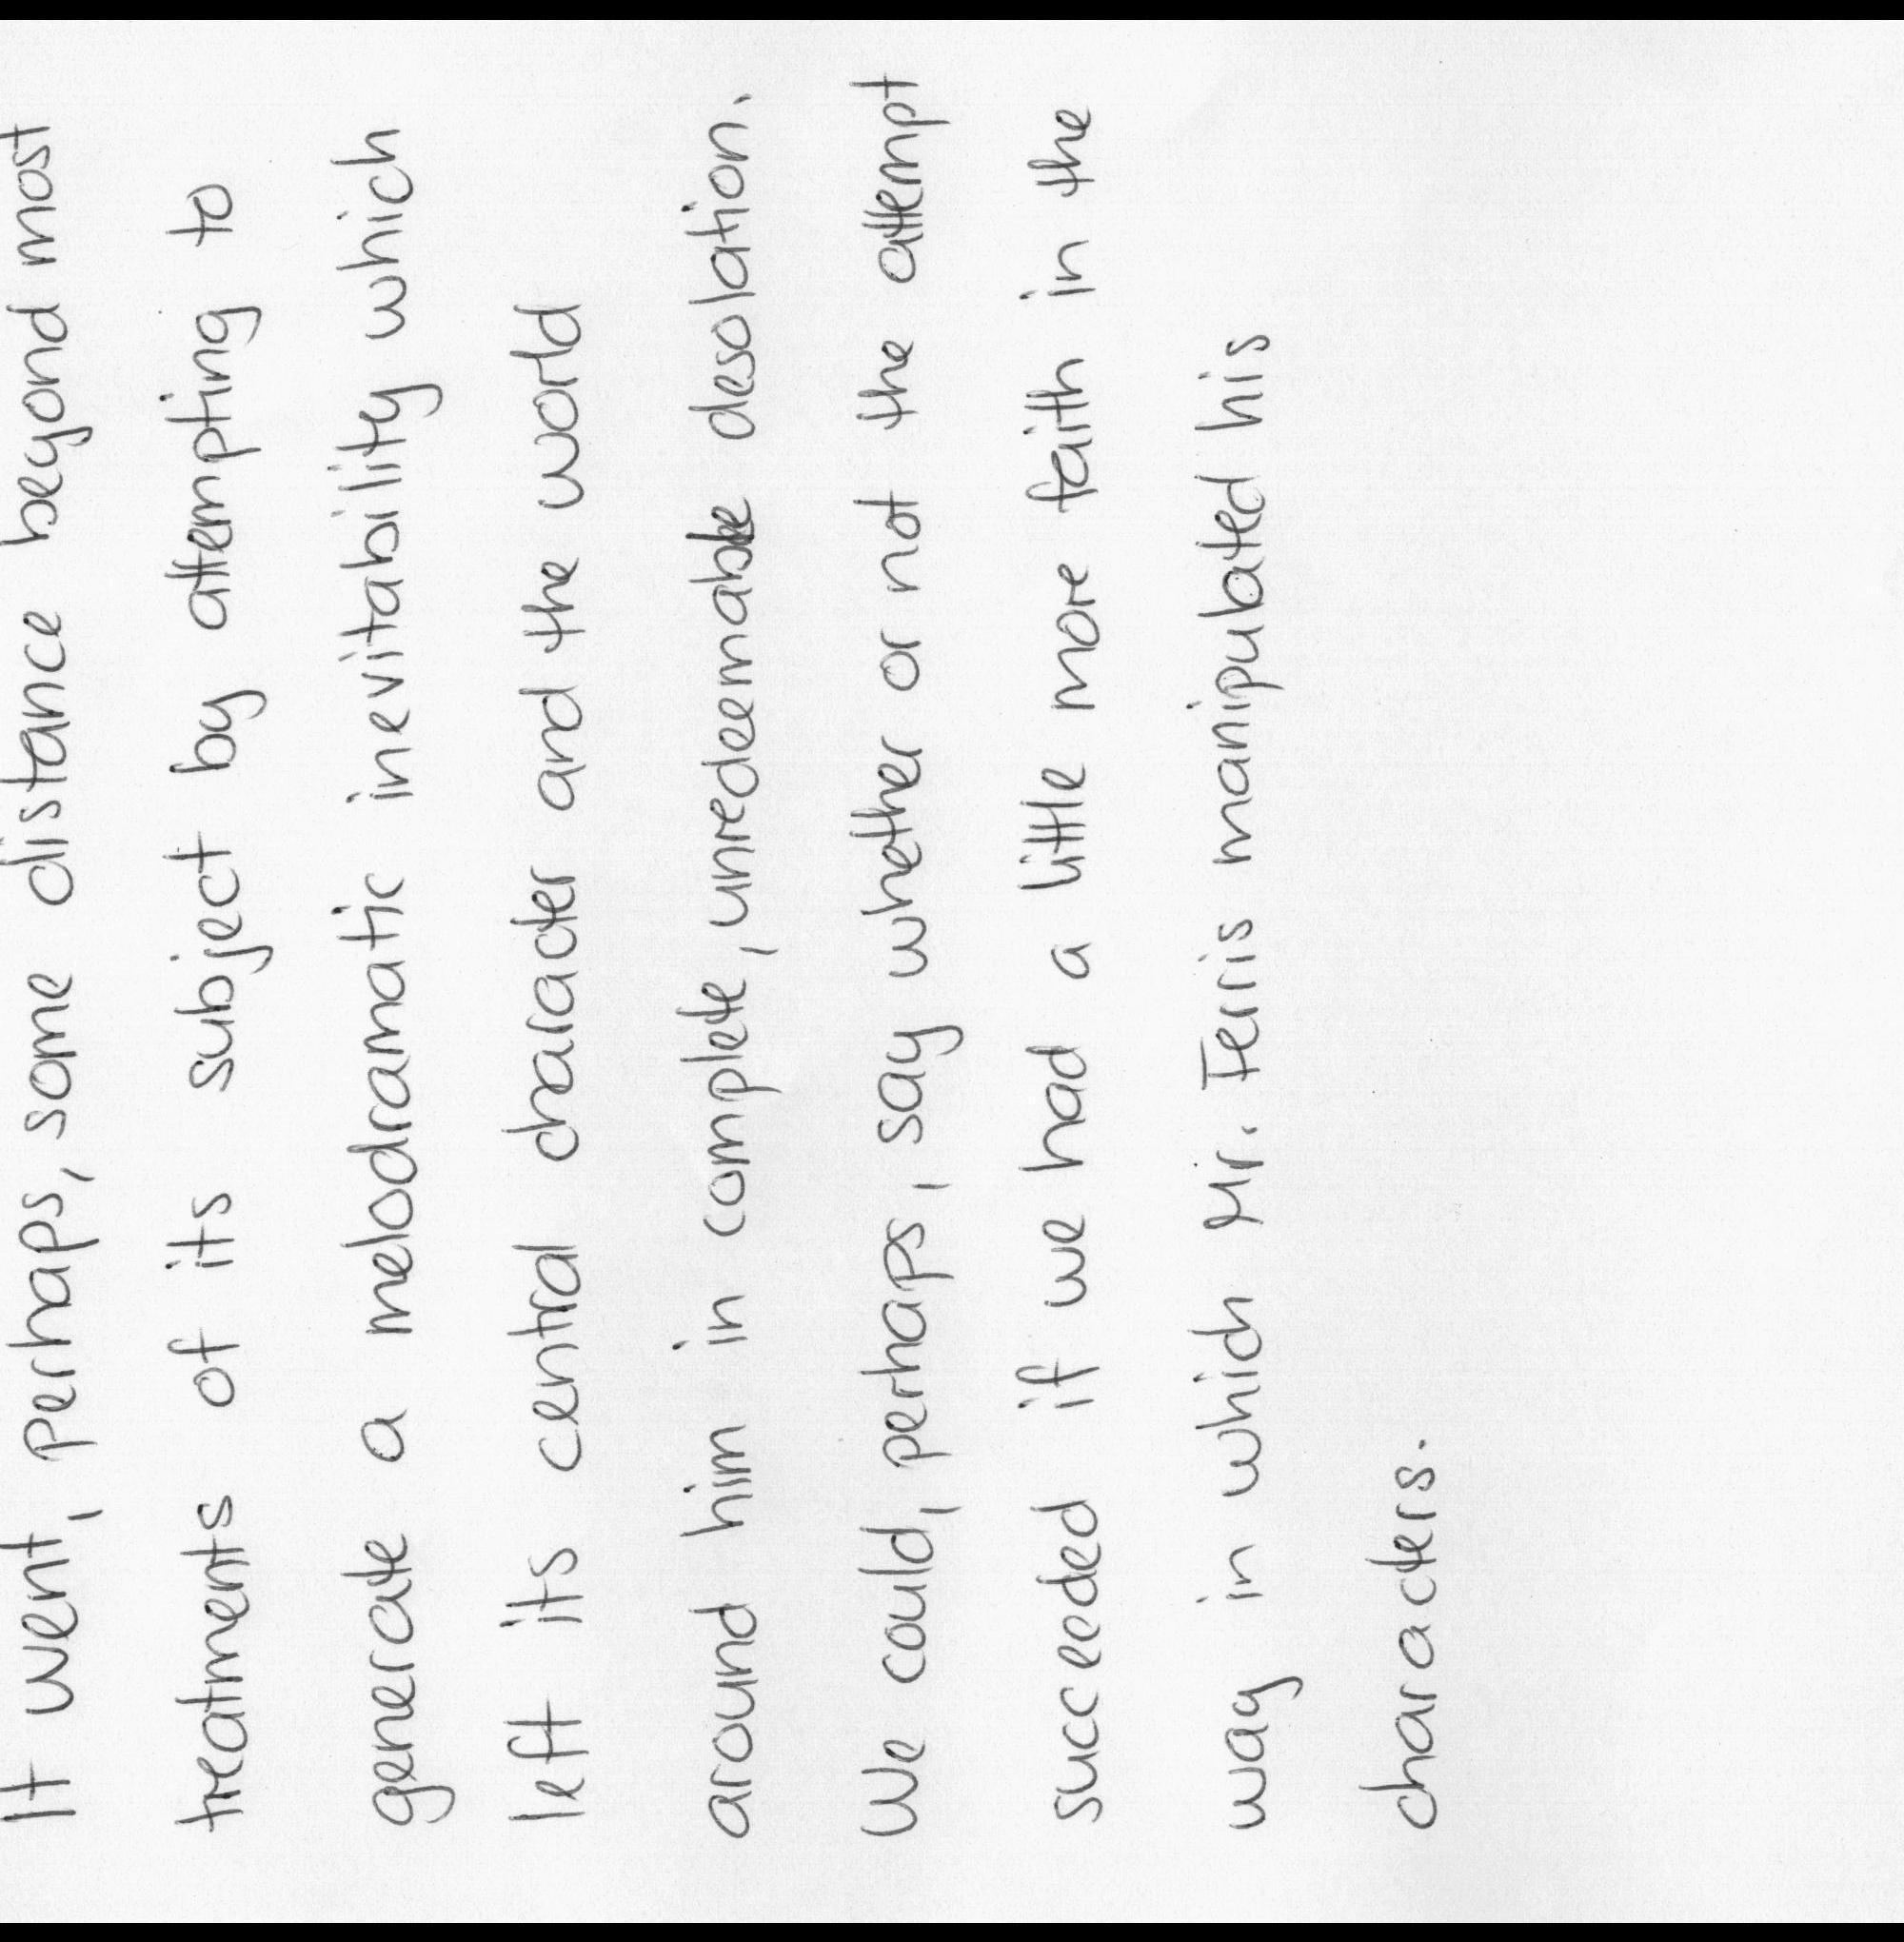 It went, perhaps, some distance beyond most
treatments of its subject by attempting to
generate a melodramatic inevitability which
left its central character and the world
around him in complete, unredeemable desolation.
We could, perhaps, say whether or not the attempt
succeeded if we had a little more faith in the
way in which Mr. Ferris manipulated his
characters.